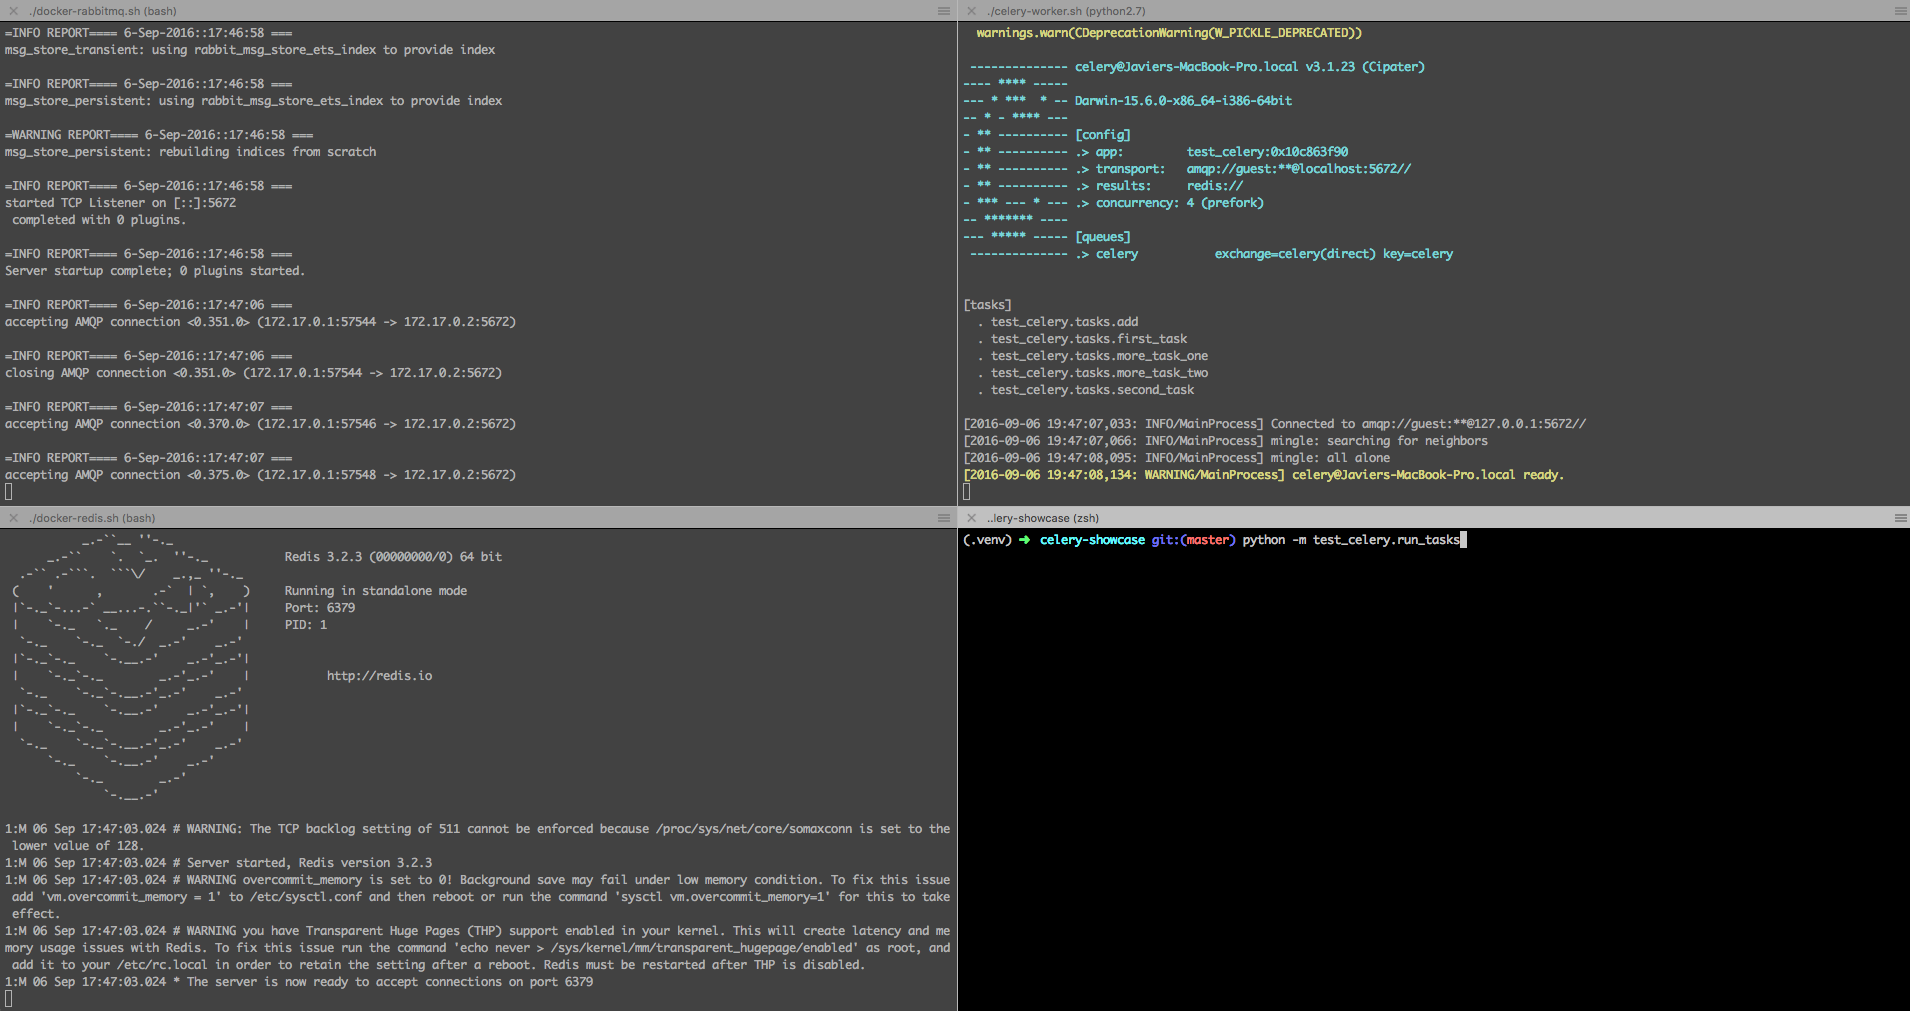 ./docker-rabbitmq.sh (bash)
=INFO REPORT==== 6-Sep-2016::17:46:58 ===
msg_store_transient: using rabbit_msg_store_ets_index to provide index
=INFO REPORT==== 6-Sep-2016::17:46:58 ===
msg_store_persistent: using rabbit_msg_store_ets_index to provide index
=WARNING REPORT==== 6-Sep-2016::17:46:58 ===
msg_store_persistent: rebuilding indices from scratch
=INFO REPORT==== 6-Sep-2016::17:46:58 ===
started TCP Listener on [::]:5672
 completed with 0 plugins.
=INFO REPORT==== 6-Sep-2016::17:46:58 ===
Server startup complete; 0 plugins started.
=INFO REPORT==== 6-Sep-2016::17:47:06 ===
accepting AMQP connection <0.351.0> (172.17.0.1:57544 -> 172.17.0.2:5672)
=INFO REPORT==== 6-Sep-2016::17:47:06 ===
closing AMQP connection <0.351.0> (172.17.0.1:57544 -> 172.17.0.2:5672)
=INFO REPORT==== 6-Sep-2016::17:47:07 ===
accepting AMQP connection <0.370.0> (172.17.0.1:57546 -> 172.17.0.2:5672)
=INFO REPORT==== 6-Sep-2016::17:47:07 ===
accepting AMQP connection <0.375.0> (172.17.0.1:57548 -> 172.17.0.2:5672)
./celery-worker.sh (python2.7)
warnings.warn(CDeprecationWarning(W_PICKLE_DEPRECATED))
 -------------- celery@Javiers-MacBook-Pro.local v3.1.23 (Cipater)
---- **** -----
--- * ***  * -- Darwin-15.6.0-x86_64-i386-64bit
-- * - **** ---
- ** ---------- [config]
- ** ---------- .> app:         test_celery:0x10c863f90
- ** ---------- .> transport:   amqp://guest:**@localhost:5672//
- ** ---------- .> results:     redis://
- *** --- * --- .> concurrency: 4 (prefork)
-- ******* ----
--- ***** ----- [queues]
 -------------- .> celery           exchange=celery(direct) key=celery
[tasks]
  . test_celery.tasks.add
  . test_celery.tasks.first_task
  . test_celery.tasks.more_task_one
  . test_celery.tasks.more_task_two
  . test_celery.tasks.second_task
[2016-09-06 19:47:07,033: INFO/MainProcess] Connected to amqp://guest:**@127.0.0.1:5672//
[2016-09-06 19:47:07,066: INFO/MainProcess] mingle: searching for neighbors
[2016-09-06 19:47:08,095: INFO/MainProcess] mingle: all alone
[2016-09-06 19:47:08,134: WARNING/MainProcess] celery@Javiers-MacBook-Pro.local ready.
./docker-redis.sh (bash)
Redis 3.2.3 (00000000/0) 64 bit
Running in standalone mode
Port: 6379
PID: 1
http://redis.io
1:M 06 Sep 17:47:03.024 # WARNING: The TCP backlog setting of 511 cannot be enforced because /proc/sys/net/core/somaxconn is set to the
 lower value of 128.
1:M 06 Sep 17:47:03.024 # Server started, Redis version 3.2.3
1:M 06 Sep 17:47:03.024 # WARNING overcommit_memory is set to 0! Background save may fail under low memory condition. To fix this issue
 add 'vm.overcommit_memory = 1' to /etc/sysctl.conf and then reboot or run the command 'sysctl vm.overcommit_memory=1' for this to take
 effect.
1:M 06 Sep 17:47:03.024 # WARNING you have Transparent Huge Pages (THP) support enabled in your kernel. This will create latency and me
mory usage issues with Redis. To fix this issue run the command 'echo never > /sys/kernel/mm/transparent_hugepage/enabled' as root, and
 add it to your /etc/rc.local in order to retain the setting after a reboot. Redis must be restarted after THP is disabled.
1:M 06 Sep 17:47:03.024 * The server is now ready to accept connections on port 6379
..lery-showcase (zsh)
(.venv) ➜ celery-showcase git:(master) python -m test_celery.run_tasks